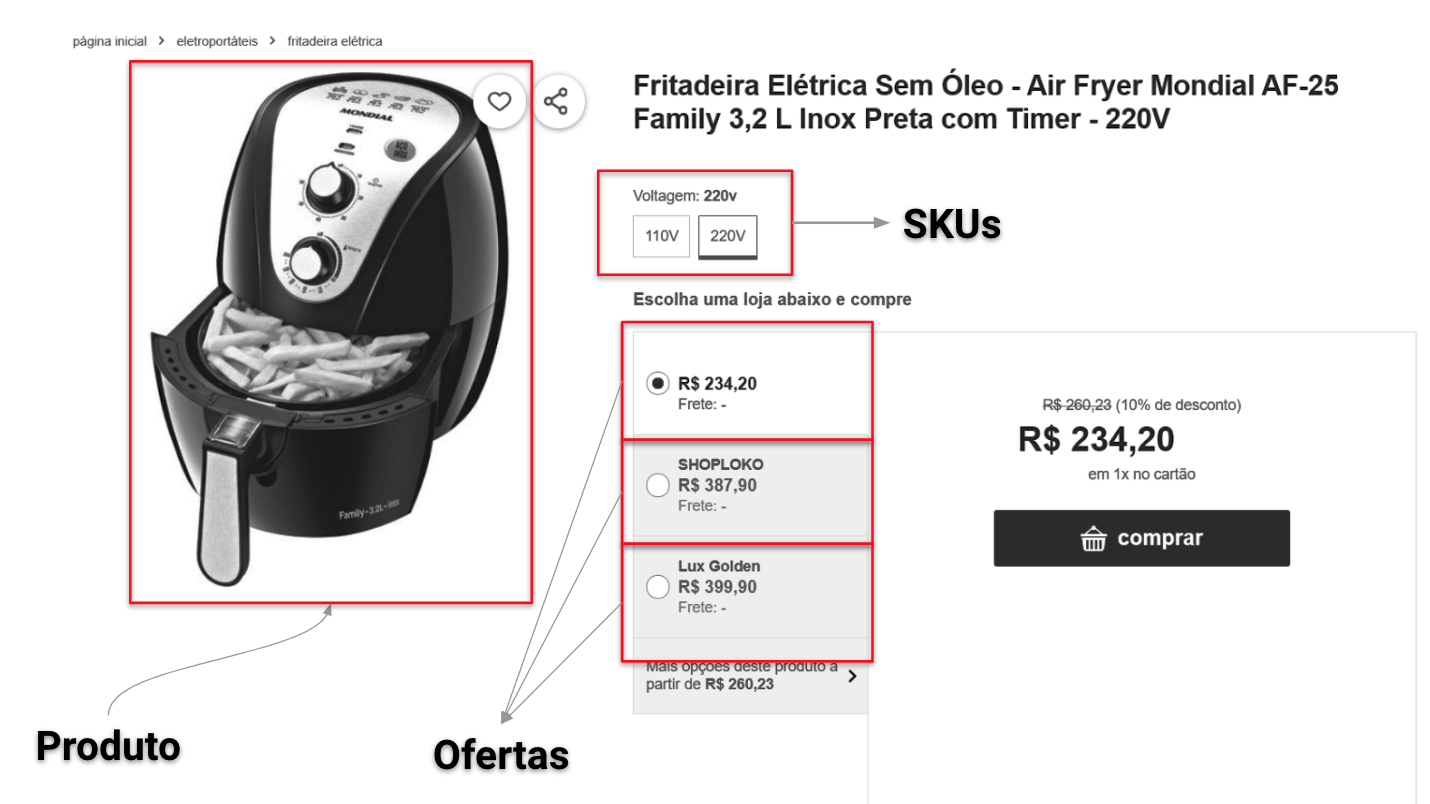 página inicial > eletroportáteis > fritadeira elétrica
MONDIAL
AÇO
INOX
Family - 3.2L - Inox
Fritadeira Elétrica Sem Óleo - Air Fryer Mondial AF-25
Family 3,2 L Inox Preta com Timer - 220V
Voltagem: 220v
110V 220V
SKUs
Escolha uma loja abaixo e compre
R$ 234,20
Frete: -
SHOPLOKO
R$ 387,90
Frete: -
Lux Golden
R$ 399,90
Frete: -
Mais opções deste produto a
partir de R$ 260,23
R$ 260,23 (10% de desconto)
R$ 234,20
em 1x no cartão
comprar
Produto
Ofertas